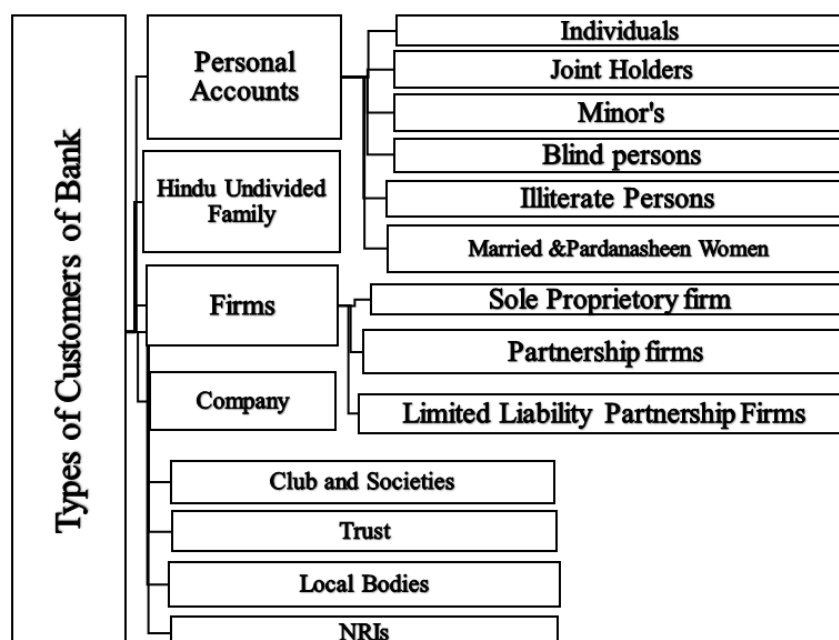 Types of Customers of Bank
Personal
Accounts
Individuals
Joint Holders
Minor's
Blind persons
Illiterate Persons
Married &Pardanasheen Women
Hindu Undivided
Family
Firms
Sole Proprietory firm
Partnership firms
Limited Liability Partnership Firms
Company
Club and Societies
Trust
Local Bodies
NRIs